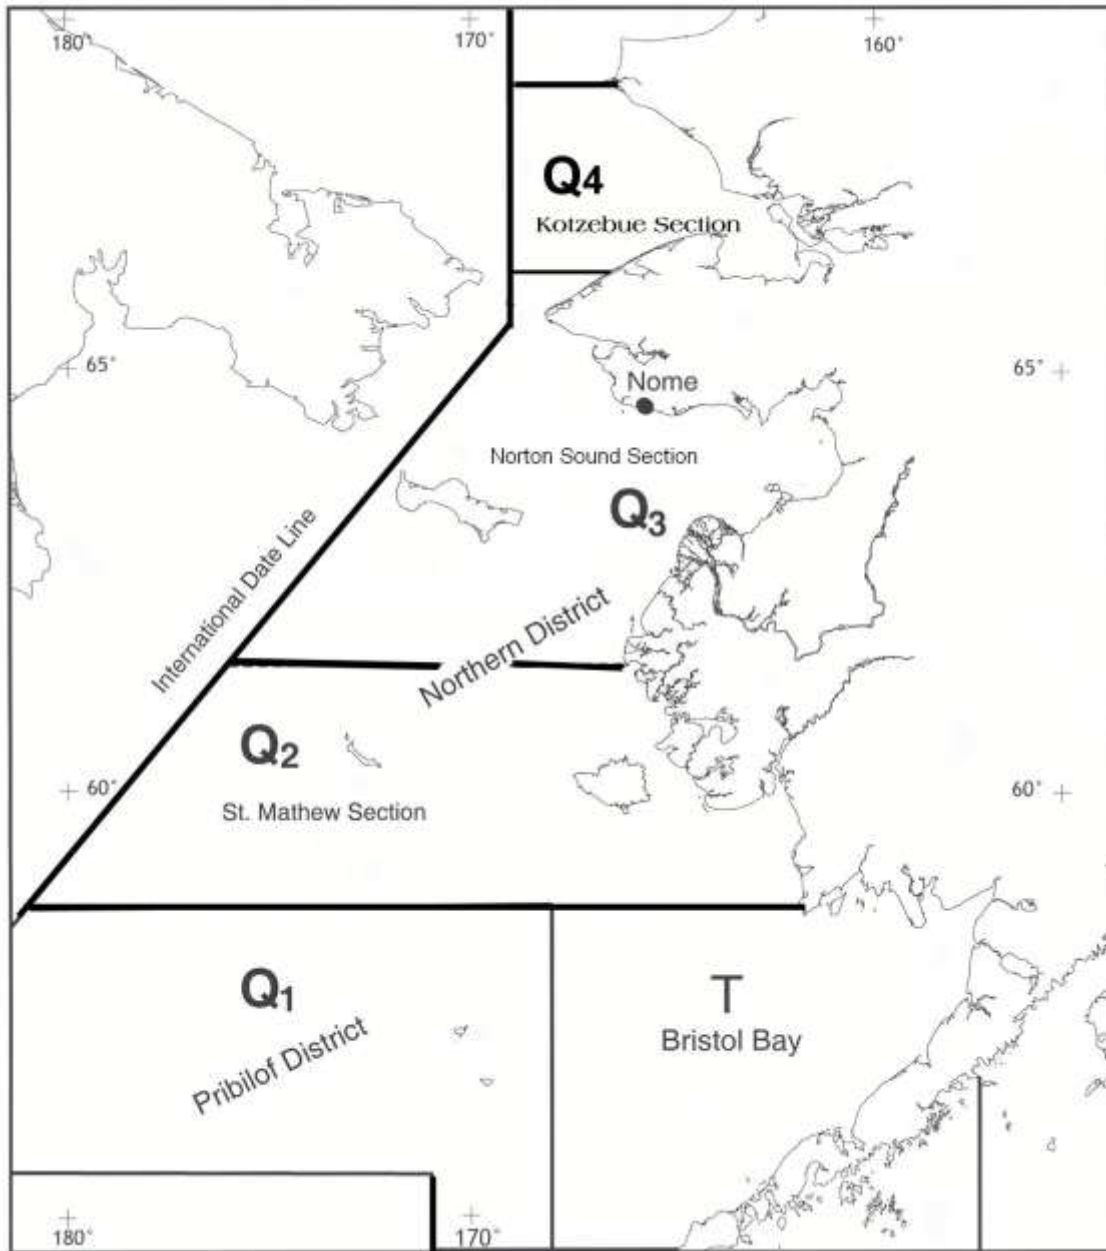 180°
170°
160°
Q4
Kotzebue Section
65°
65°
Nome
Norton Sound Section
Q3
International Date Line
Northern District
Q2
60°
60°
St. Mathew Section
Q1
T
Pribilof District
Bristol Bay
180°
170°